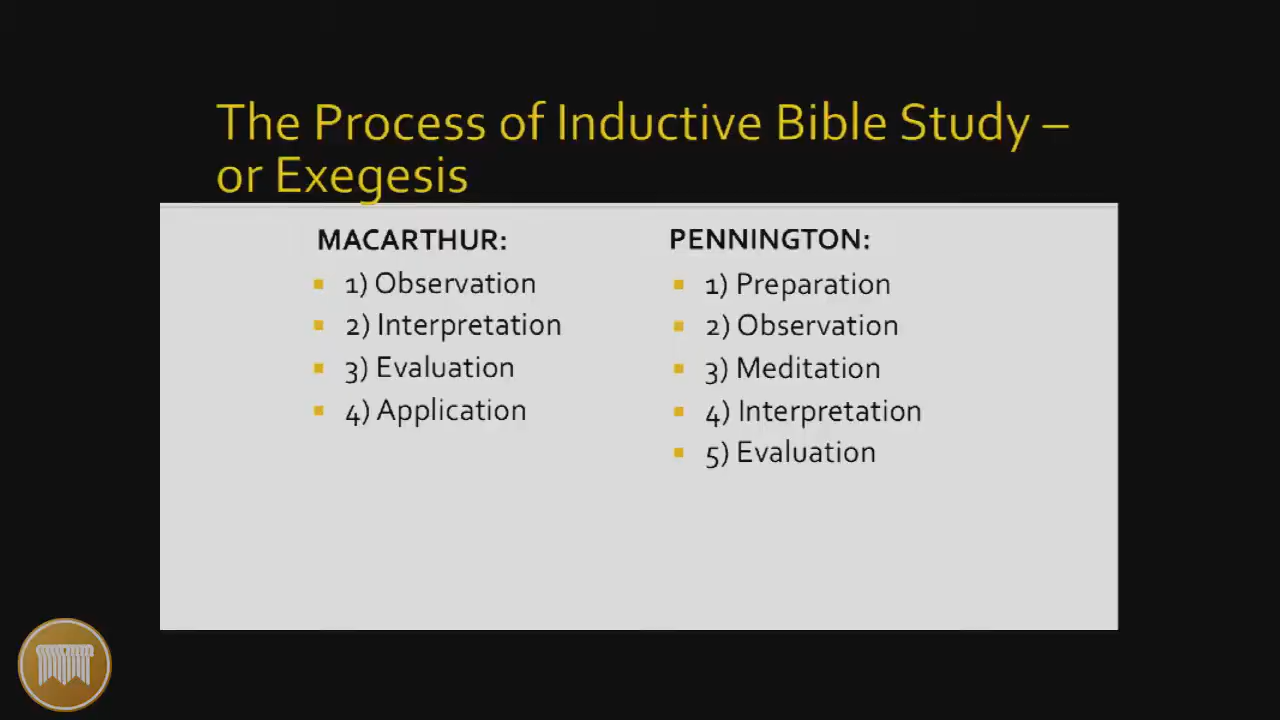 The Process of Inductive Bible Study –
or Exegesis
MACARTHUR:
1) Observation
2) Interpretation
3) Evaluation
4) Application
PENNINGTON:
1) Preparation
2) Observation
3) Meditation
4) Interpretation
5) Evaluation